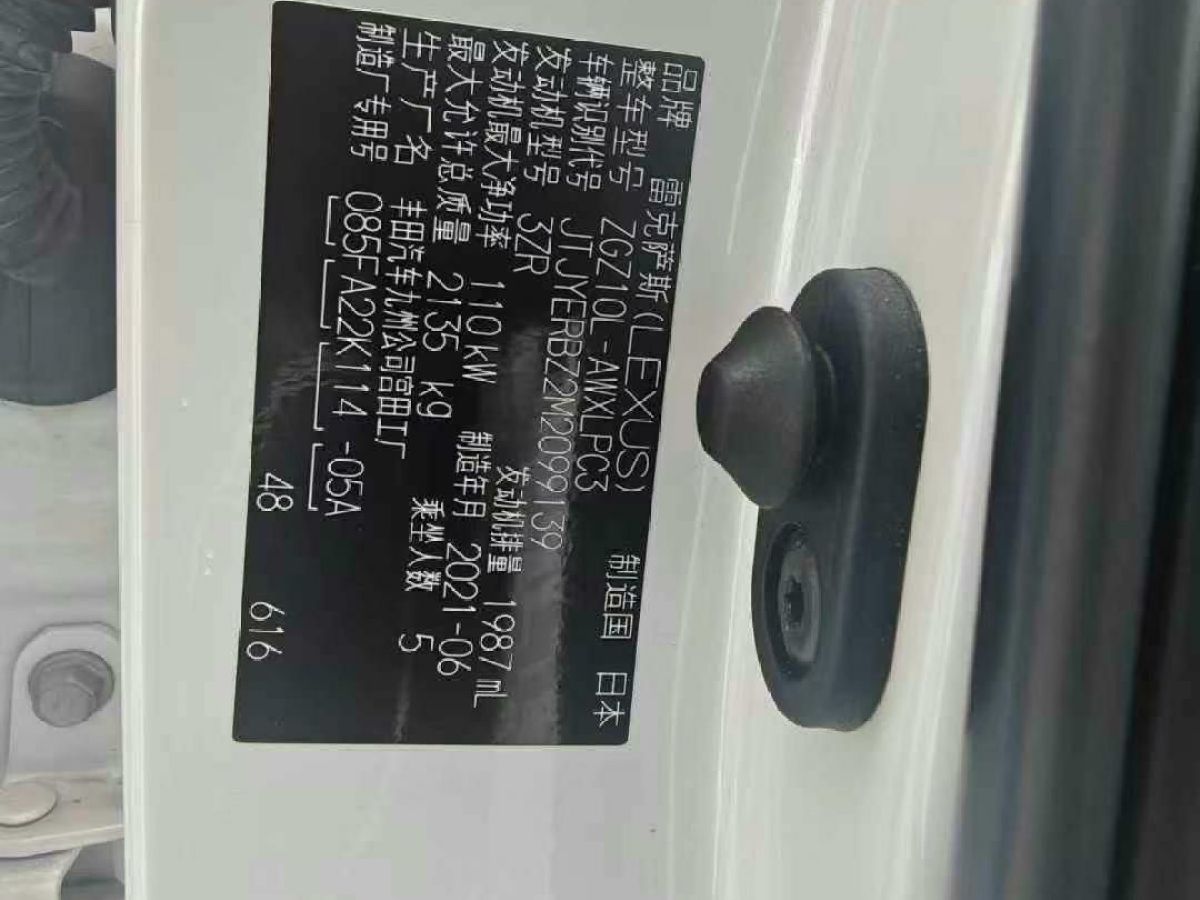 品牌 雷克萨斯(LEXUS) 制造国 日本
整车型号 ZGZ10L-AWXLPC3
车辆识别代号 JTJYERBZ2M2099139
发动机型号 3ZR 发动机排量 1987 mL
发动机最大净功率 110 kW 制造年月 2021-06
最大允许总质量 2135 kg 乘坐人数 5
生产厂名 丰田汽车九州公司宫田工厂
制造厂专用号 085FA22K114 -05A
48 616